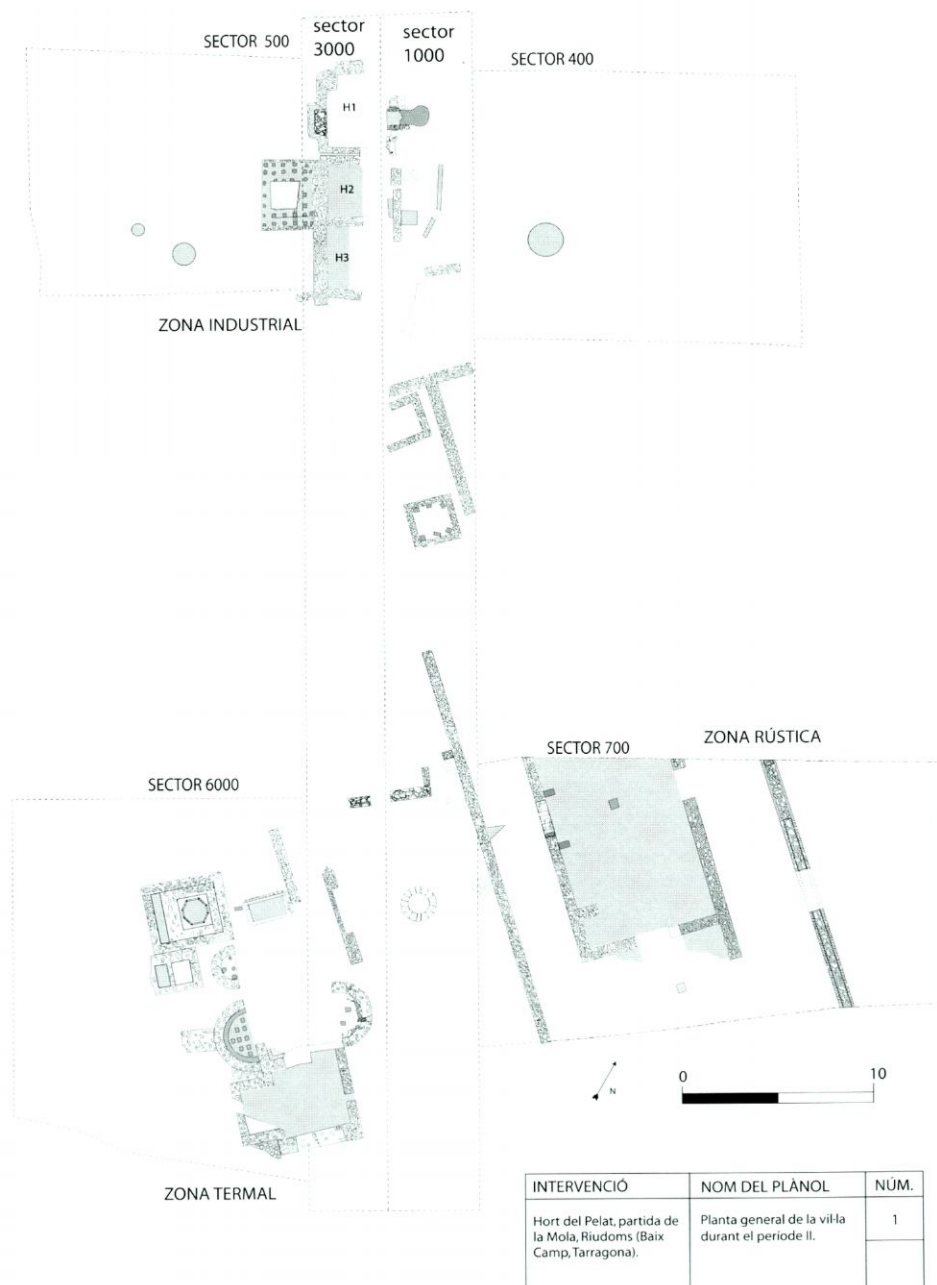 SECTOR 500
sector
3000
sector
1000
SECTOR 400
H1
H2
H3
ZONA INDUSTRIAL
SECTOR 700
ZONA RÚSTICA
SECTOR 6000
N
0
10
ZONA TERMAL
INTERVENCIÓ
NOM DEL PLÀNOL
NÚM.
Hort del Pelat, partida de
la Mola, Riudoms (Baix
Camp, Tarragona).
Planta general de la vil·la
durant el període II.
1